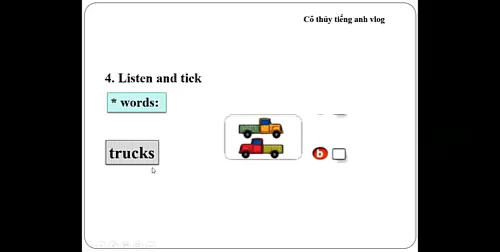 Cô thủy tiếng anh vlog
4. Listen and tick
* words:
trucks
b